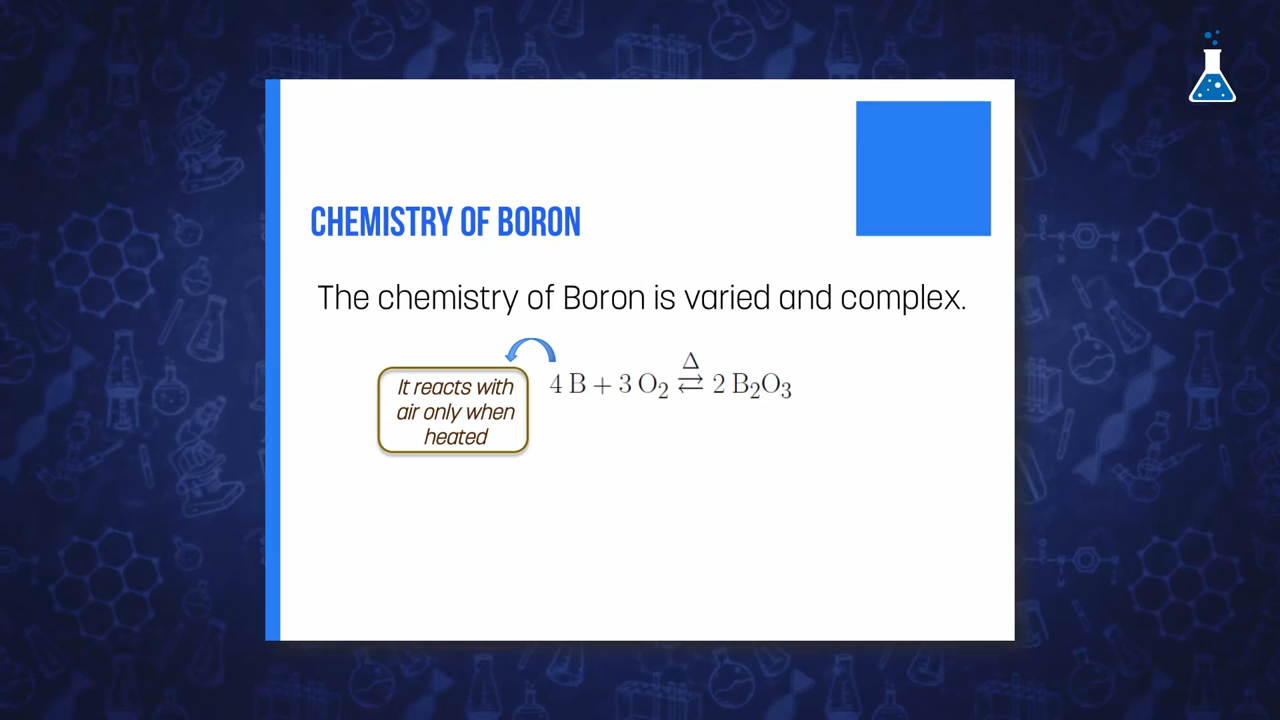 CHEMISTRY OF BORON
The chemistry of Boron is varied and complex.
It reacts with
air only when
heated
4 B + 3 O₂ ⇄ 2 B₂O₃
Δ